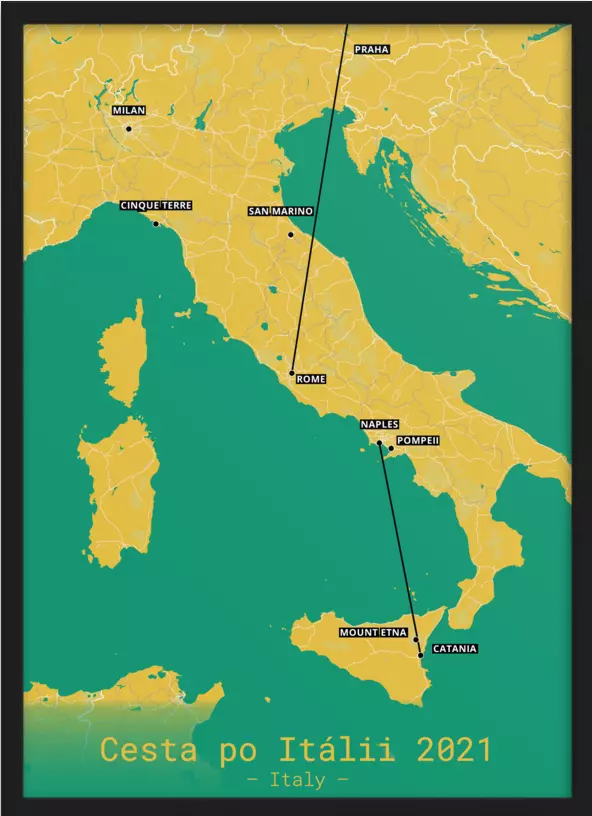 PRAHA
MILAN
CINQUE TERRE
SAN MARINO
ROME
NAPLES
POMPEII
MOUNT ETNA
CATANIA
Cesta po Itálii 2021
– Italy –